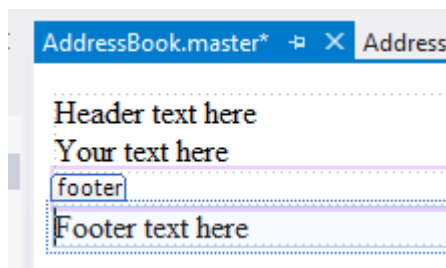 AddressBook.master* Address
Header text here
Your text here
footer
Footer text here